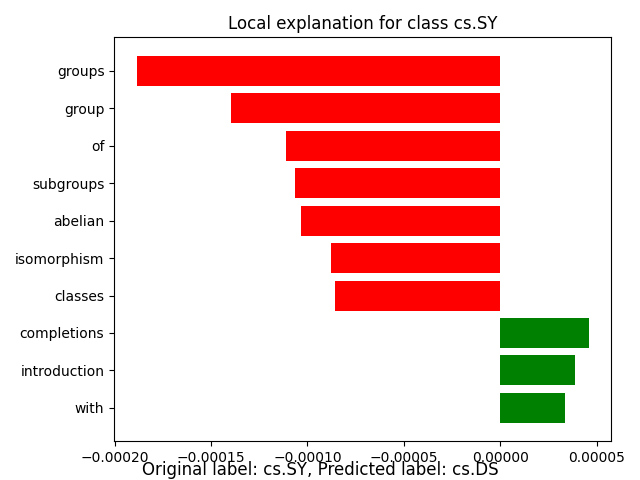 Local explanation for class cs.SY
groups
group
of
subgroups
abelian
isomorphism
classes
completions
introduction
with
−0.00020 −0.00015 −0.00010 −0.00005 0.00000 0.00005
Original label: cs.SY, Predicted label: cs.DS